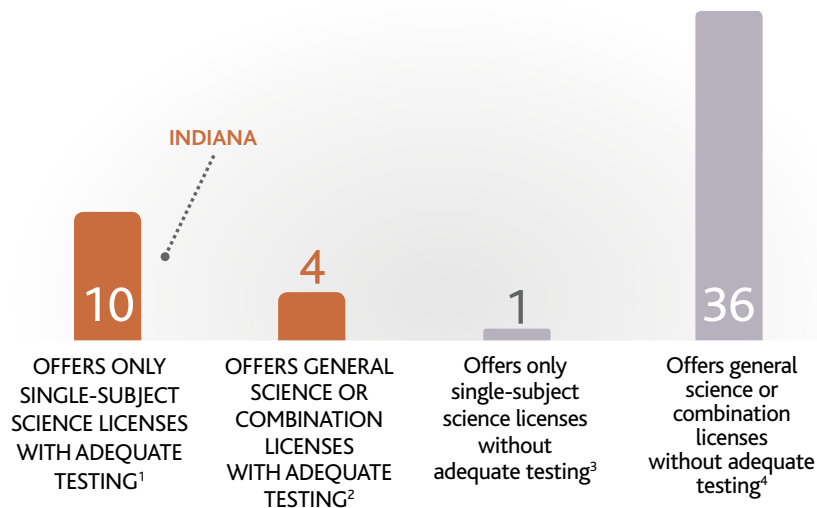 INDIANA
10
4
1
36
OFFERS ONLY
SINGLE-SUBJECT
SCIENCE LICENSES
WITH ADEQUATE
TESTING¹
OFFERS GENERAL
SCIENCE OR
COMBINATION
LICENSES
WITH ADEQUATE
TESTING²
Offers only
single-subject
science licenses
without
adequate testing³
Offers general
science or
combination
licenses
without adequate
testing⁴